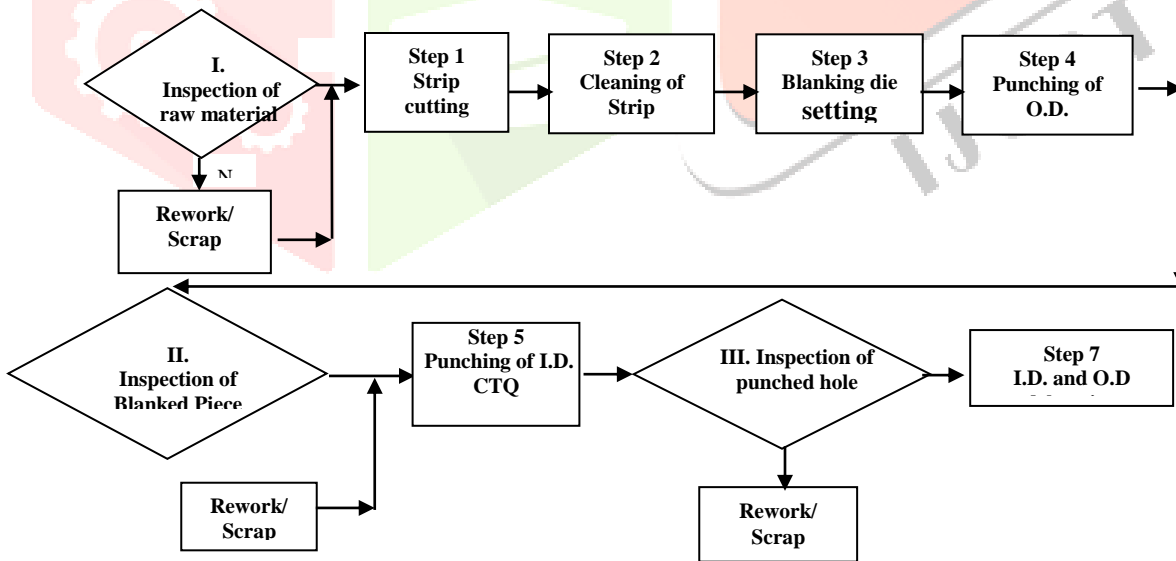 I.
Inspection of
raw material
N
Rework/
Scrap
Step 1
Strip
cutting
Step 2
Cleaning of
Strip
Step 3
Blanking die
setting
Step 4
Punching of
O.D.
II.
Inspection of
Blanked Piece
Rework/
Scrap
Step 5
Punching of I.D.
CTQ
III. Inspection of
punched hole
Rework/
Scrap
Step 7
I.D. and O.D